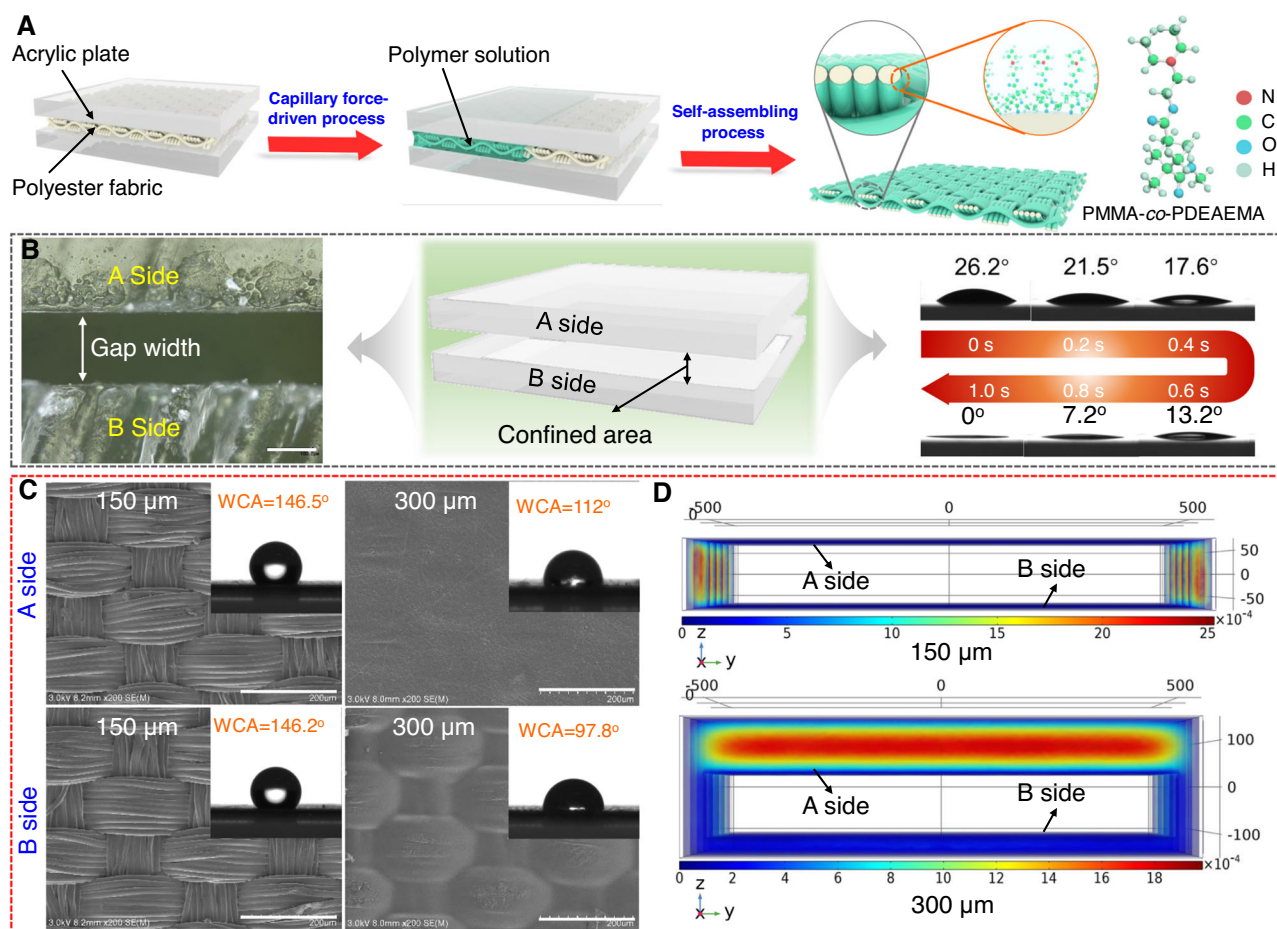 A
Acrylic plate
Polyester fabric
Capillary force-
driven process
Polymer solution
Self-assembling
process
N
C
O
H
PMMA-co-PDEAEMA
B
A Side
Gap width
B Side
A side
B side
Confined area
26.2° 21.5° 17.6°
0 s 0.2 s 0.4 s
1.0 s 0.8 s 0.6 s
0° 7.2° 13.2°
C
A side
150 µm
WCA=146.5°
3.0kV 8.2mm x200 SE(M)
200um
300 µm
WCA=112°
3.0kV 8.0mm x200 SE(M)
200um
B side
150 µm
WCA=146.2°
3.0kV 8.2mm x200 SE(M)
200um
300 µm
WCA=97.8°
3.0kV 8.0mm x200 SE(M)
200um
D
0
-500 0 500
50
0
-50
A side
B side
×10⁻⁴
0 5 10 15 20 25
z
x
y
150 µm
0
-500 0 500
100
0
-100
A side
B side
×10⁻⁴
0 2 4 6 8 10 12 14 16 18
z
x
y
300 µm